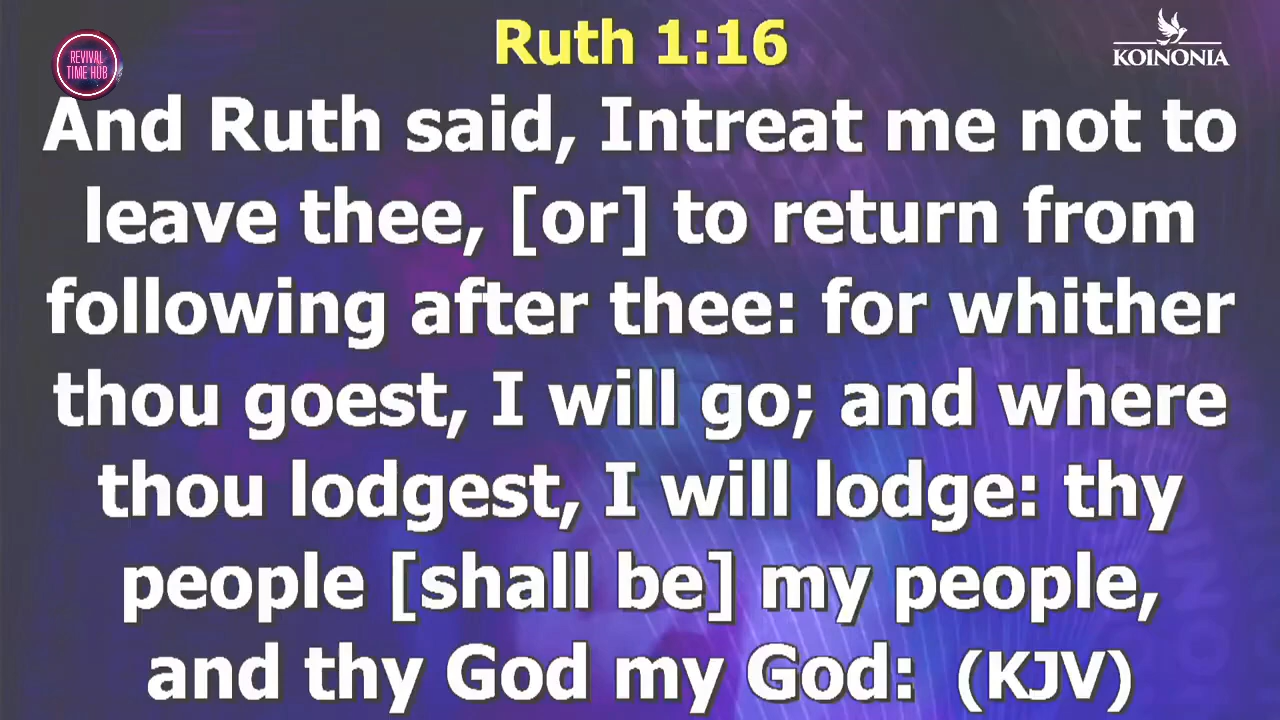 Ruth 1:16
REVIVAL
TIME HUB
KOINONIA
And Ruth said, Intreat me not to
leave thee, [or] to return from
following after thee: for whither
thou goest, I will go; and where
thou lodgest, I will lodge: thy
people [shall be] my people,
and thy God my God: (KJV)